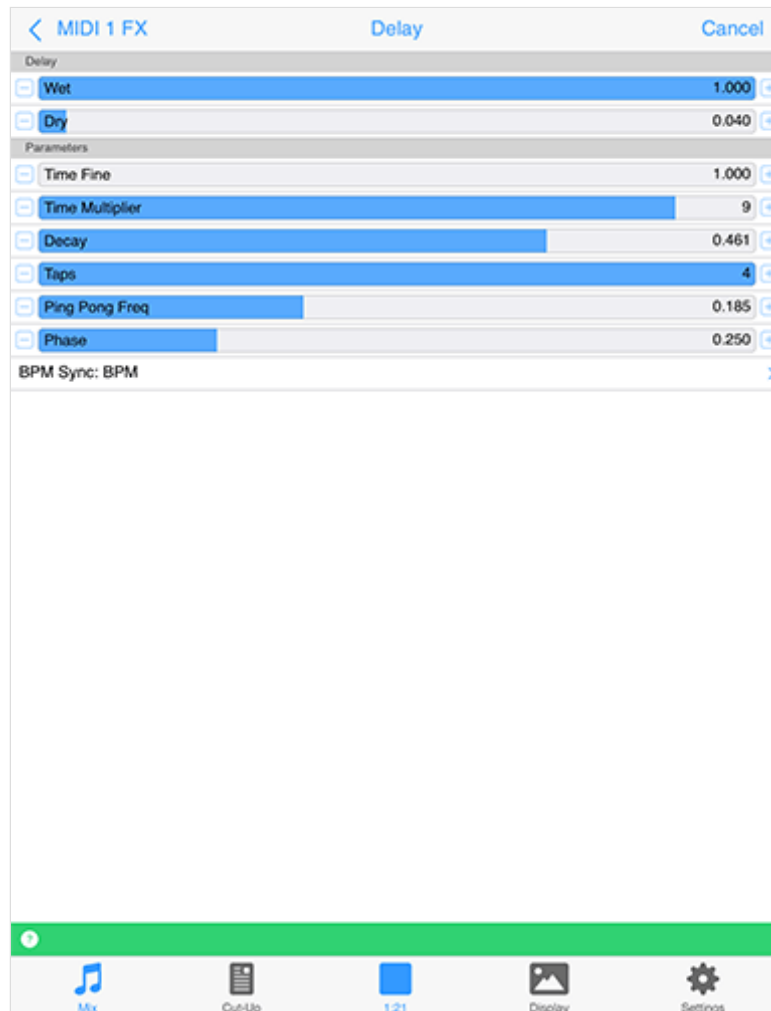 MIDI 1 FX Delay Cancel
Delay
Wet 1.000
Dry 0.040
Parameters
Time Fine 1.000
Time Multiplier 9
Decay 0.461
Taps 4
Ping Pong Freq 0.185
Phase 0.250
BPM Sync: BPM
?
Mix Cut-Up 1:21 Display Settings